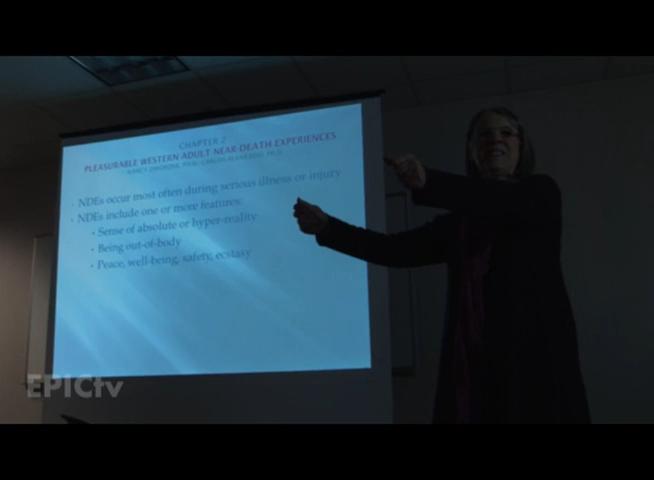 CHAPTER 2
PLEASURABLE WESTERN ADULT NEAR-DEATH EXPERIENCES
NDEs occur most often during serious illness or injury
NDEs include one or more features:
Sense of absolute or hyper-reality
Being out-of-body
Peace, well-being, safety, ecstasy
EPICtv